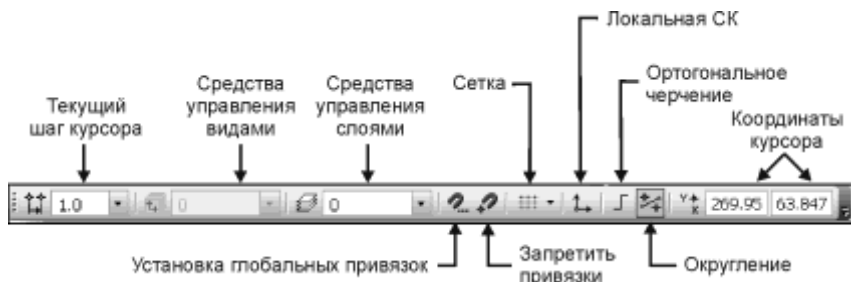 Локальная СК
Средства
управления
видами
Средства
управления
слоями
Сетка
Ортогональное
черчение
Текущий
шаг курсора
Координаты
курсора
1.0
0
0
Y
X
269.95
63.847
Установка глобальных привязок
Запретить
привязки
Округление